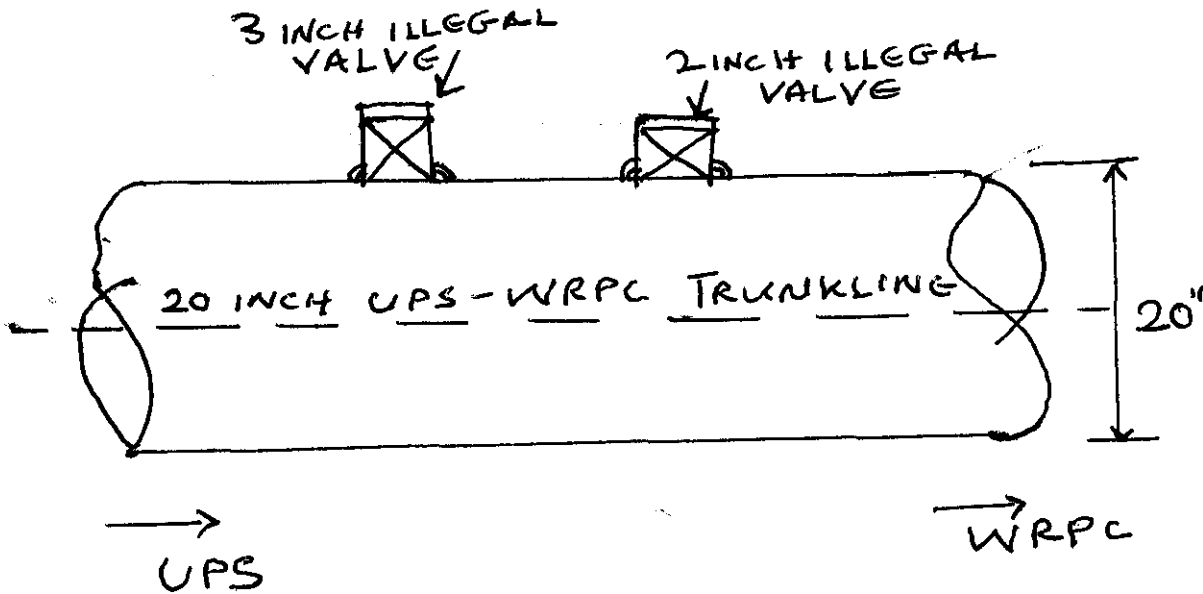 3 INCH ILLEGAL
VALVE
2 INCH ILLEGAL
VALVE
20 INCH UPS-WRPC TRUNKLINE
20"
UPS
WRPC